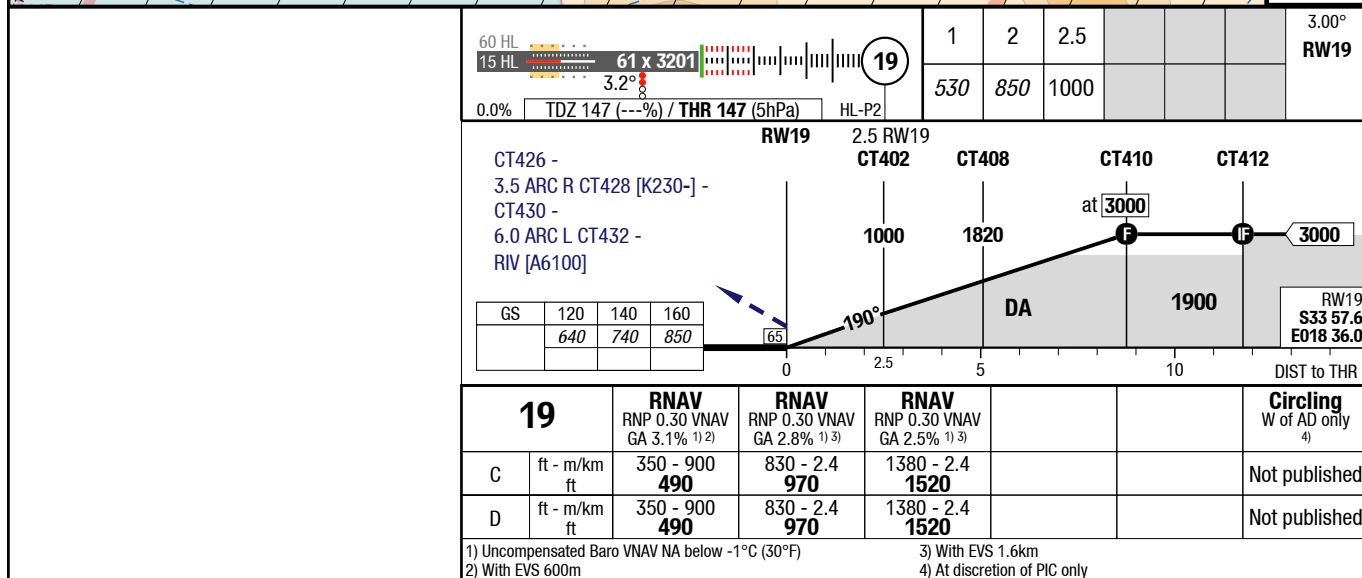 60 HL
15 HL
61 x 3201
19
3.2°
0.0%
TDZ 147 (---%) / THR 147 (5hPa)
HL-P2
1 2 2.5
530 850 1000
3.00°
RW19
RW19
2.5 RW19
CT402
CT408
CT410
CT412
CT426 -
3.5 ARC R CT428 [K230-] -
CT430 -
6.0 ARC L CT432 -
RIV [A6100]
at 3000
1000
1820
F
IF
3000
190°
DA
1900
RW19
S33 57.6
E018 36.0
GS 120 140 160
640 740 850
65
0 2.5 5 10 DIST to THR
19
RNAV
RNP 0.30 VNAV
GA 3.1% 1) 2)
RNAV
RNP 0.30 VNAV
GA 2.8% 1) 3)
RNAV
RNP 0.30 VNAV
GA 2.5% 1) 3)
Circling
W of AD only
4)
C ft - m/km 350 - 900 830 - 2.4 1380 - 2.4 Not published
ft 490 970 1520
D ft - m/km 350 - 900 830 - 2.4 1380 - 2.4 Not published
ft 490 970 1520
1) Uncompensated Baro VNAV NA below -1°C (30°F)
2) With EVS 600m
3) With EVS 1.6km
4) At discretion of PIC only